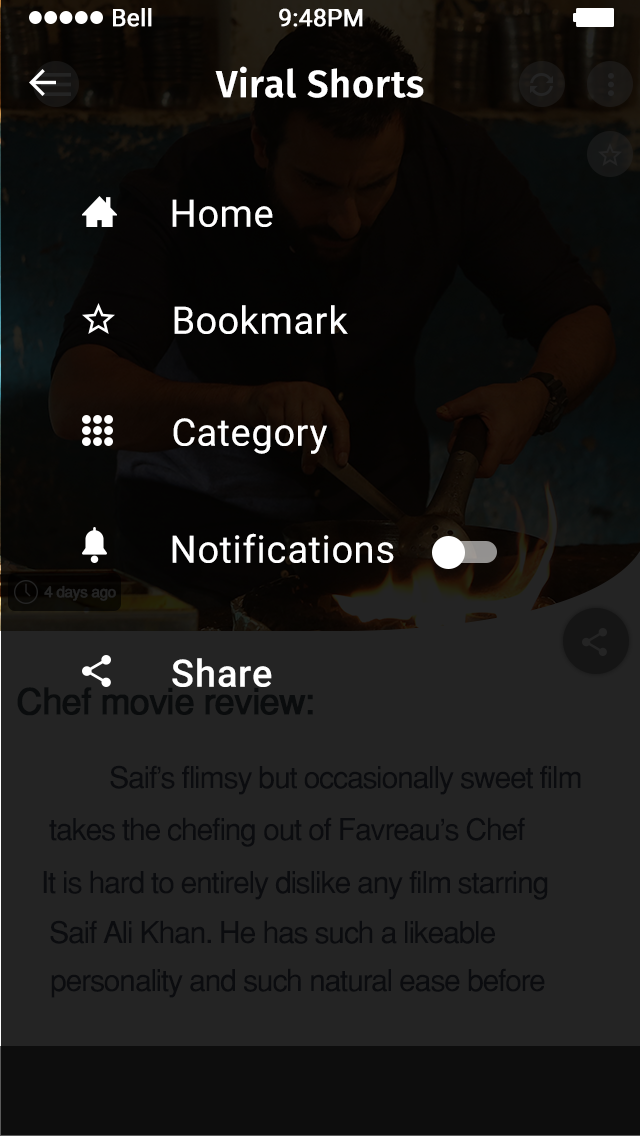 Bell 9:48PM
Viral Shorts
Home
Bookmark
Category
Notifications
4 days ago
Share
Chef movie review:
Saif's flimsy but occasionally sweet film
takes the chefing out of Favreau's Chef
It is hard to entirely dislike any film starring
Saif Ali Khan. He has such a likeable
personality and such natural ease before